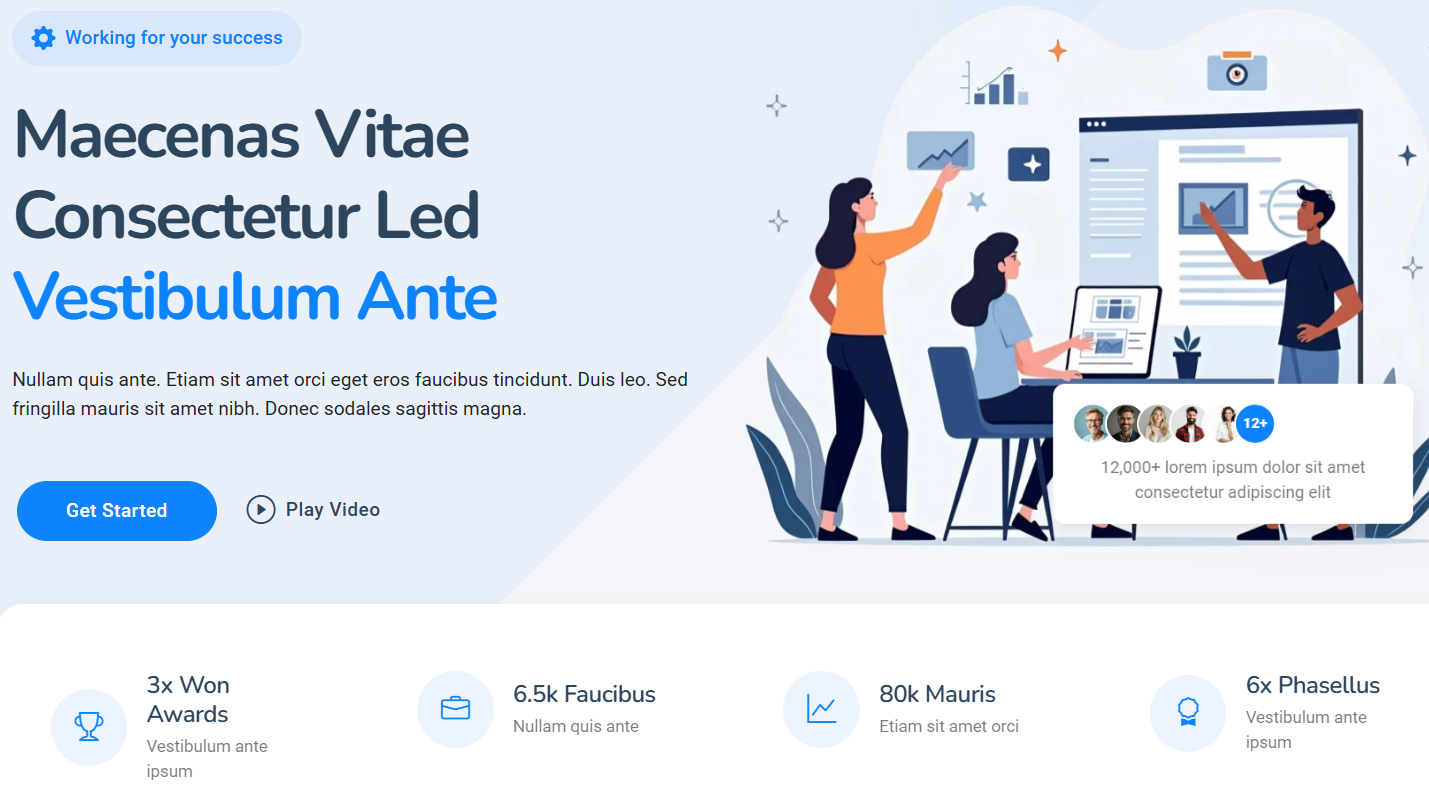 Working for your success
Maecenas Vitae
Consectetur Led
Vestibulum Ante
Nullam quis ante. Etiam sit amet orci eget eros faucibus tincidunt. Duis leo. Sed
fringilla mauris sit amet nibh. Donec sodales sagittis magna.
Get Started
Play Video
12+
12,000+ lorem ipsum dolor sit amet
consectetur adipiscing elit
3x Won
Awards
Vestibulum ante
ipsum
6.5k Faucibus
Nullam quis ante
80k Mauris
Etiam sit amet orci
6x Phasellus
Vestibulum ante
ipsum